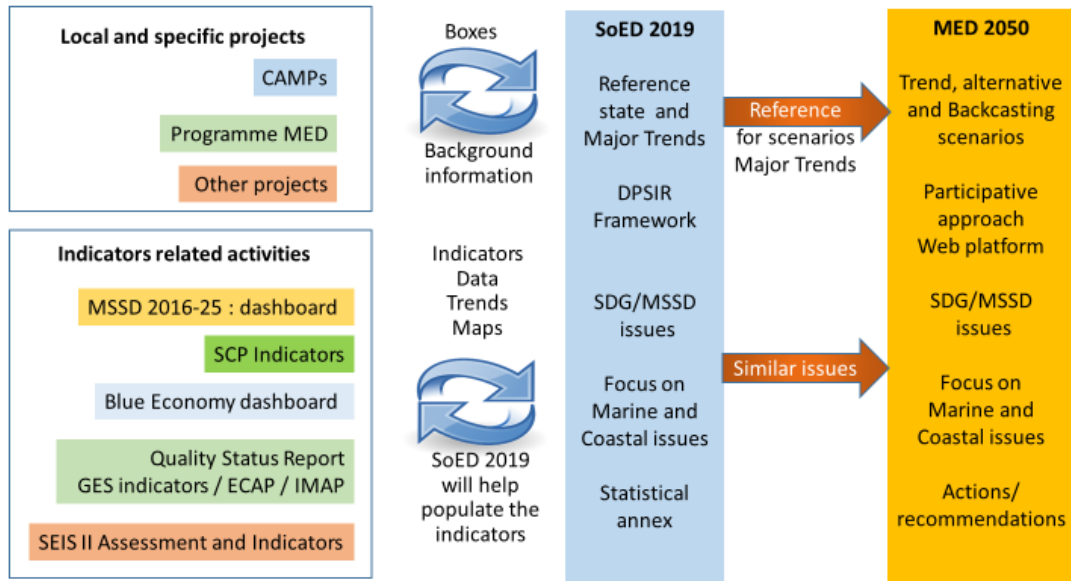 Local and specific projects
CAMPs
Programme MED
Other projects
Indicators related activities
MSSD 2016-25 : dashboard
SCP Indicators
Blue Economy dashboard
Quality Status Report
GES indicators / ECAP / IMAP
SEIS II Assessment and Indicators
Boxes
Background
information
Indicators
Data
Trends
Maps
SoED 2019
will help
populate the
indicators
SoED 2019
Reference
state and
Major Trends
DPSIR
Framework
SDG/MSSD
issues
Focus on
Marine and
Coastal issues
Statistical
annex
Reference
for scenarios
Major Trends
Similar issues
MED 2050
Trend, alternative
and Backcasting
scenarios
Participative
approach
Web platform
SDG/MSSD
issues
Focus on
Marine and
Coastal issues
Actions/
recommendations